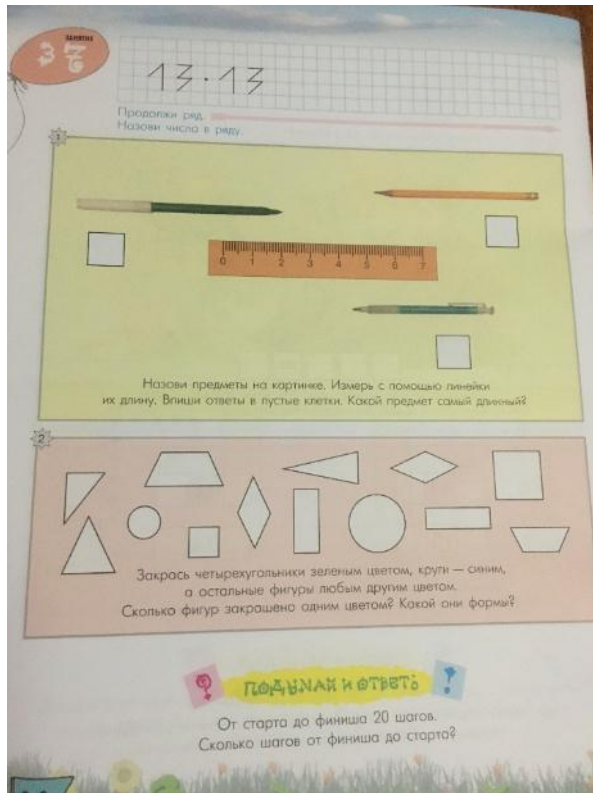 занятие
37
13·13
Продолжи ряд.
Назови числа в ряду.
1
0 1 2 3 4 5 6 7
Назови предметы на картинке. Измерь с помощью линейки
их длину. Впиши ответы в пустые клетки. Какой предмет самый длинный?
2
Закрась четырехугольники зеленым цветом, круги — синим,
а остальные фигуры любым другим цветом.
Сколько фигур закрашено одним цветом? Какой они формы?
? ПОДУМАЙ И ОТВЕТЬ !
От старта до финиша 20 шагов.
Сколько шагов от финиша до старта?